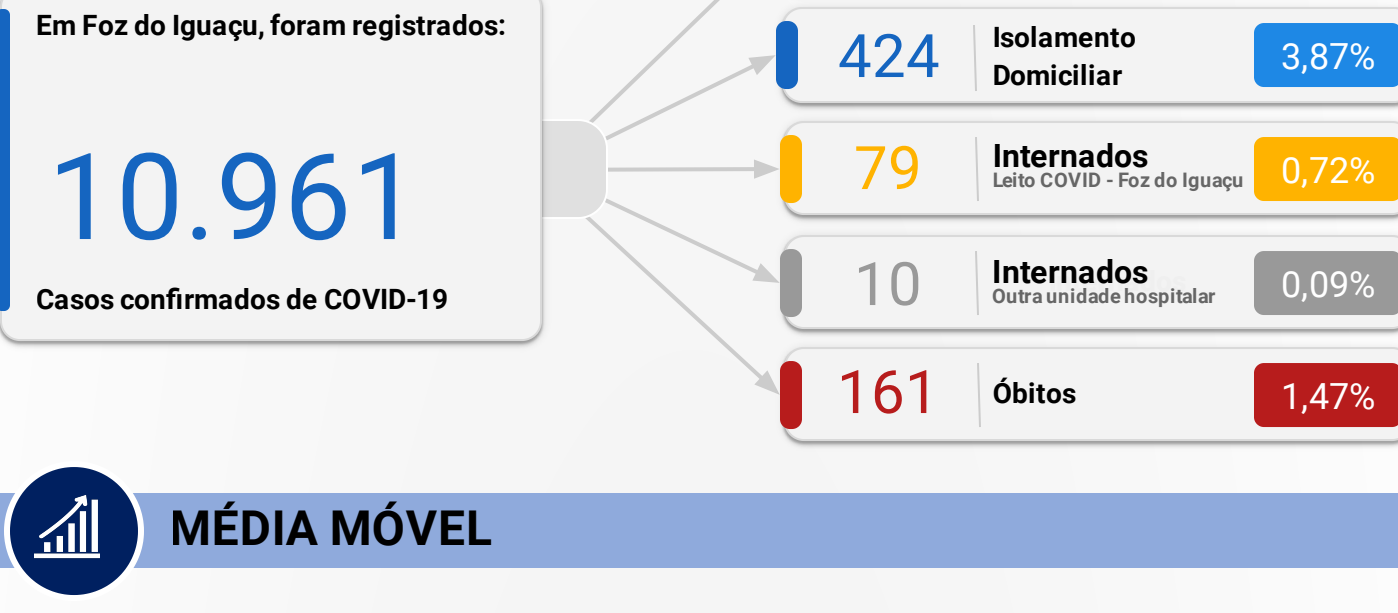 Em Foz do Iguaçu, foram registrados:
10.961
Casos confirmados de COVID-19
424
Isolamento
Domiciliar
3,87%
79
Internados
Leito COVID - Foz do Iguaçu
0,72%
10
Internados
Outra unidade hospitalar
0,09%
161
Óbitos
1,47%
MÉDIA MÓVEL